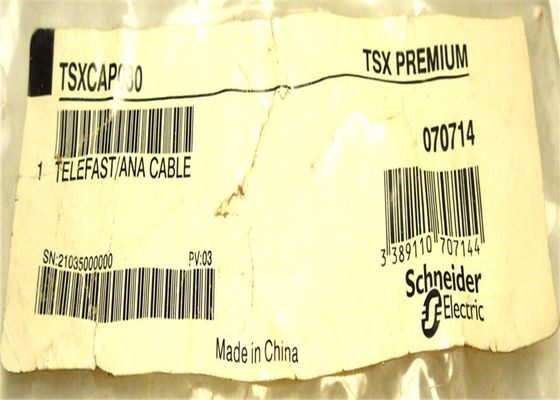 TSXCAP030
TSX PREMIUM
070714
1 TELEFAST/ANA CABLE
3 389110 707144
SN:21035000000 PV:03
Schneider
Electric
Made in China